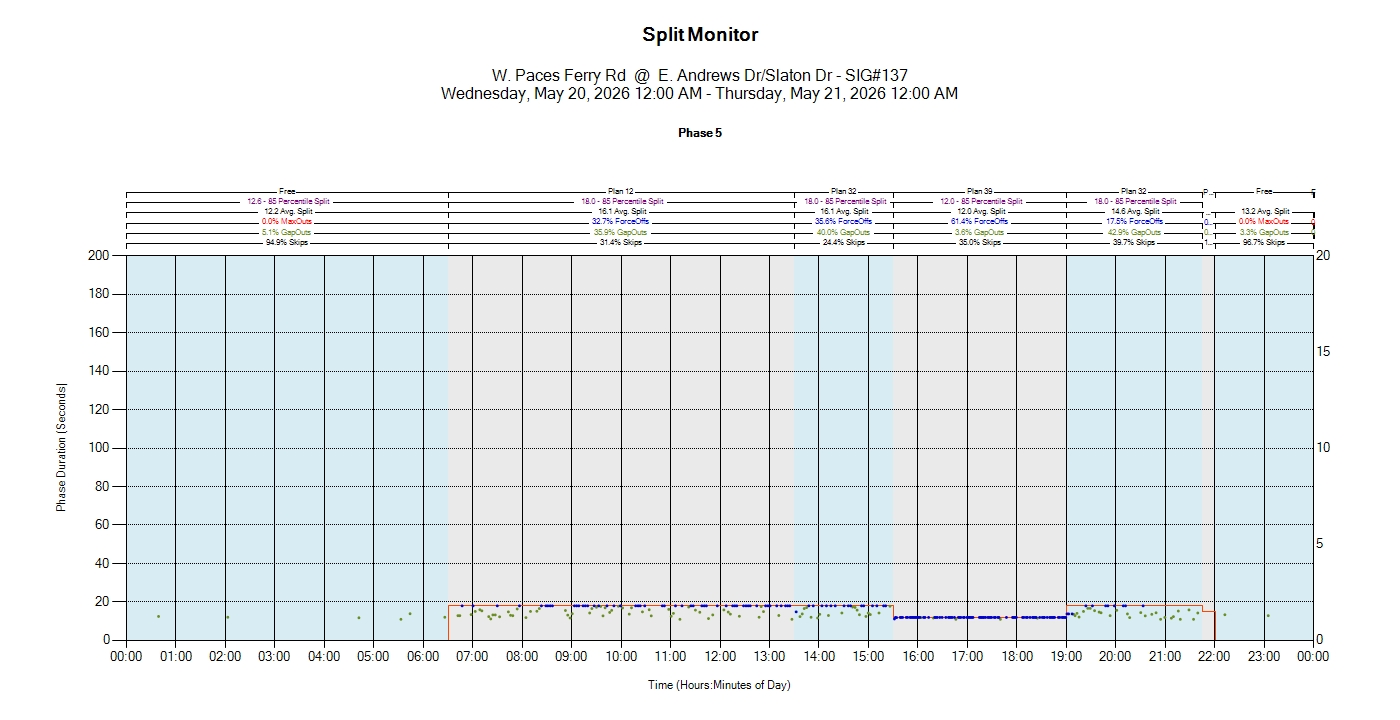 Split Monitor
W. Paces Ferry Rd @ E. Andrews Dr/Slaton Dr - SIG#137
Wednesday, May 20, 2026 12:00 AM - Thursday, May 21, 2026 12:00 AM
Phase 5
Free Plan 12 Plan 32 Plan 39 Plan 32 P... Free F
12.6 - 85 Percentile Split 18.0 - 85 Percentile Split 18.0 - 85 Percentile Split 12.0 - 85 Percentile Split 18.0 - 85 Percentile Split
12.2 Avg. Split 16.1 Avg. Split 16.1 Avg. Split 12.0 Avg. Split 14.6 Avg. Split ... 13.2 Avg. Split
0.0% MaxOuts 32.7% ForceOffs 35.6% ForceOffs 61.4% ForceOffs 17.5% ForceOffs 0... 0.0% MaxOuts
5.1% GapOuts 35.9% GapOuts 40.0% GapOuts 3.6% GapOuts 42.9% GapOuts 0... 3.3% GapOuts
94.9% Skips 31.4% Skips 24.4% Skips 35.0% Skips 39.7% Skips 1... 96.7% Skips
200 20
180
160
15
140
120
100 10
80
60
5
40
20
0 0
00:00 01:00 02:00 03:00 04:00 05:00 06:00 07:00 08:00 09:00 10:00 11:00 12:00 13:00 14:00 15:00 16:00 17:00 18:00 19:00 20:00 21:00 22:00 23:00 00:00
Phase Duration (Seconds)
Time (Hours:Minutes of Day)